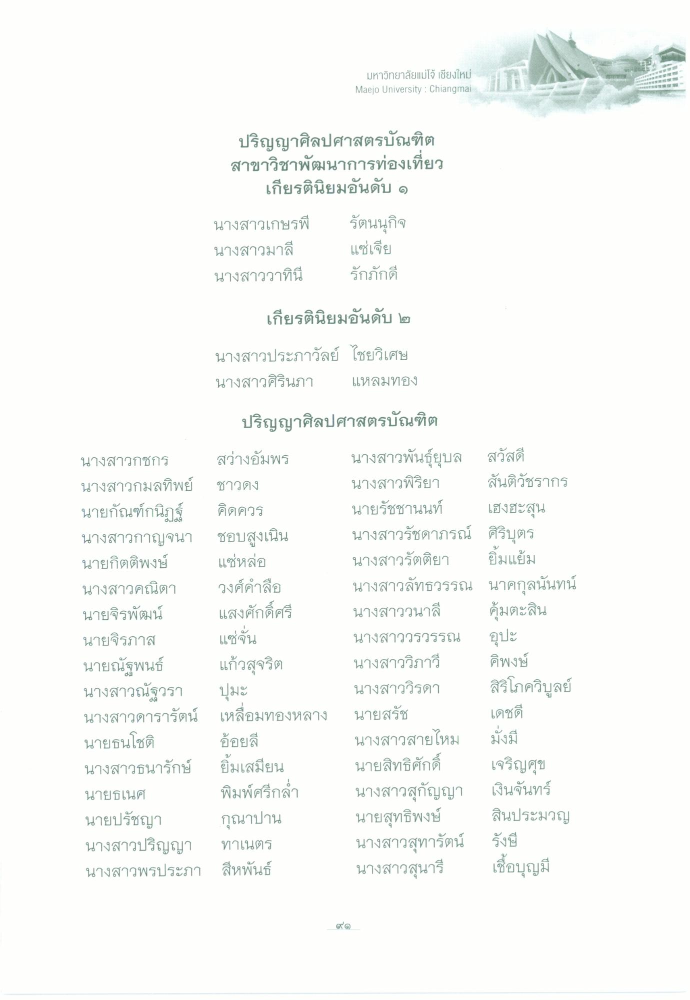 มหาวิทยาลัยแม่โจ้ เชียงใหม่
Maejo University : Chiangmai
ปริญญาศิลปศาสตรบัณฑิต
สาขาวิชาพัฒนาการท่องเที่ยว
เกียรตินิยมอันดับ ๑
นางสาวเกษรพี รัตนนุกิจ
นางสาวมาลี แซ่เจีย
นางสาววาทินี รักภักดี
เกียรตินิยมอันดับ ๒
นางสาวประภาวัลย์ ไชยวิเศษ
นางสาวศิรินภา แหลมทอง
ปริญญาศิลปศาสตรบัณฑิต
นางสาวกชกร สว่างอัมพร นางสาวพันธุ์ยุบล สวัสดี
นางสาวกมลทิพย์ ชาวดง นางสาวพิริยา สันติวัชรากร
นายกัณฑ์กนิฏฐ์ คิดควร นายรัชชานนท์ เฮงฮะสุน
นางสาวกาญจนา ชอบสูงเนิน นางสาวรัชดาภรณ์ ศิริบุตร
นายกิตติพงษ์ แซ่หล่อ นางสาวรัตติยา ยิ้มแย้ม
นางสาวคณิตา วงศ์คำลือ นางสาวลัทธวรรณ นาคกุลนันทน์
นายจิรพัฒน์ แสงศักดิ์ศรี นางสาววนาลี คุ้มตะสิน
นายจิรภาส แซ่จั่น นางสาววรวรรณ อุปะ
นายณัฐพนธ์ แก้วสุจริต นางสาววิภาวี คิพงษ์
นางสาวณัฐวรา ปุมะ นางสาววิรดา สิริโภควิบูลย์
นางสาวดารารัตน์ เหลื่อมทองหลาง นายสรัช เดชดี
นายธนโชติ อ้อยลี นางสาวสายไหม มั่งมี
นางสาวธนารักษ์ ยิ้มเสมียน นายสิทธิศักดิ์ เจริญศุข
นายธเนศ พิมพ์ศรีกล่ำ นางสาวสุกัญญา เงินจันทร์
นายปรัชญา กุณาปาน นายสุทธิพงษ์ สินประมวญ
นางสาวปริญญา ทาเนตร นางสาวสุทารัตน์ รังษี
นางสาวพรประภา สีหพันธ์ นางสาวสุนารี เชื้อบุญมี
๙๑